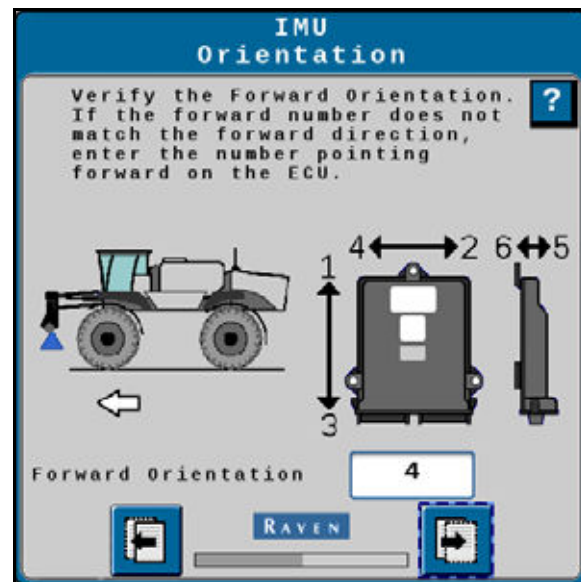 IMU
Orientation
Verify the Forward Orientation.
If the forward number does not
match the forward direction,
enter the number pointing
forward on the ECU.
?
4 2 6 5
1
3
Forward Orientation 4
RAVEN